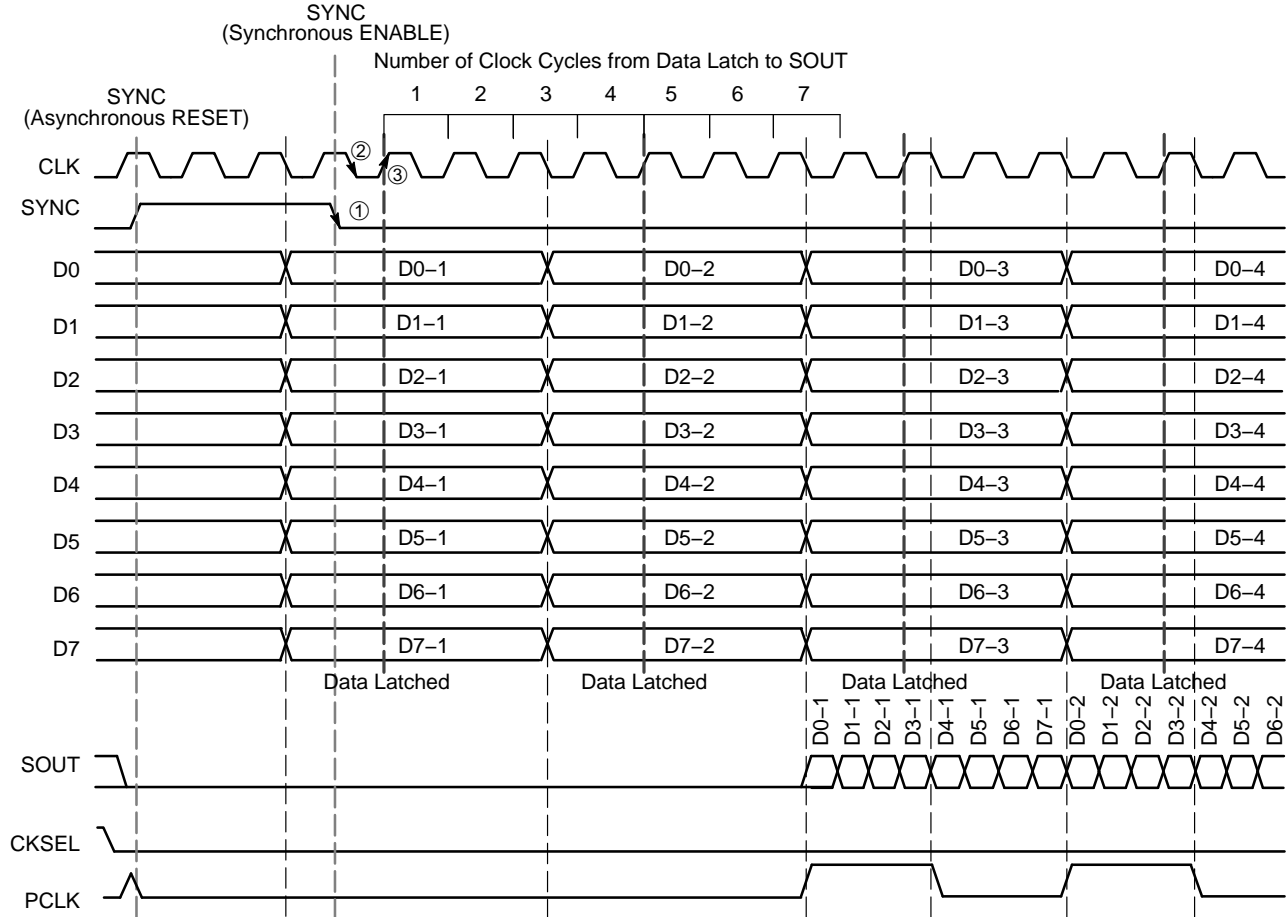 SYNC
(Synchronous ENABLE)
Number of Clock Cycles from Data Latch to SOUT
SYNC
(Asynchronous RESET)
1 2 3 4 5 6 7
CLK
②
③
SYNC
①
D0 D0–1 D0–2 D0–3 D0–4
D1 D1–1 D1–2 D1–3 D1–4
D2 D2–1 D2–2 D2–3 D2–4
D3 D3–1 D3–2 D3–3 D3–4
D4 D4–1 D4–2 D4–3 D4–4
D5 D5–1 D5–2 D5–3 D5–4
D6 D6–1 D6–2 D6–3 D6–4
D7 D7–1 D7–2 D7–3 D7–4
Data Latched Data Latched Data Latched Data Latched
D0–1 D1–1 D2–1 D3–1 D4–1 D5–1 D6–1 D7–1 D0–2 D1–2 D2–2 D3–2 D4–2 D5–2 D6–2
SOUT
CKSEL
PCLK